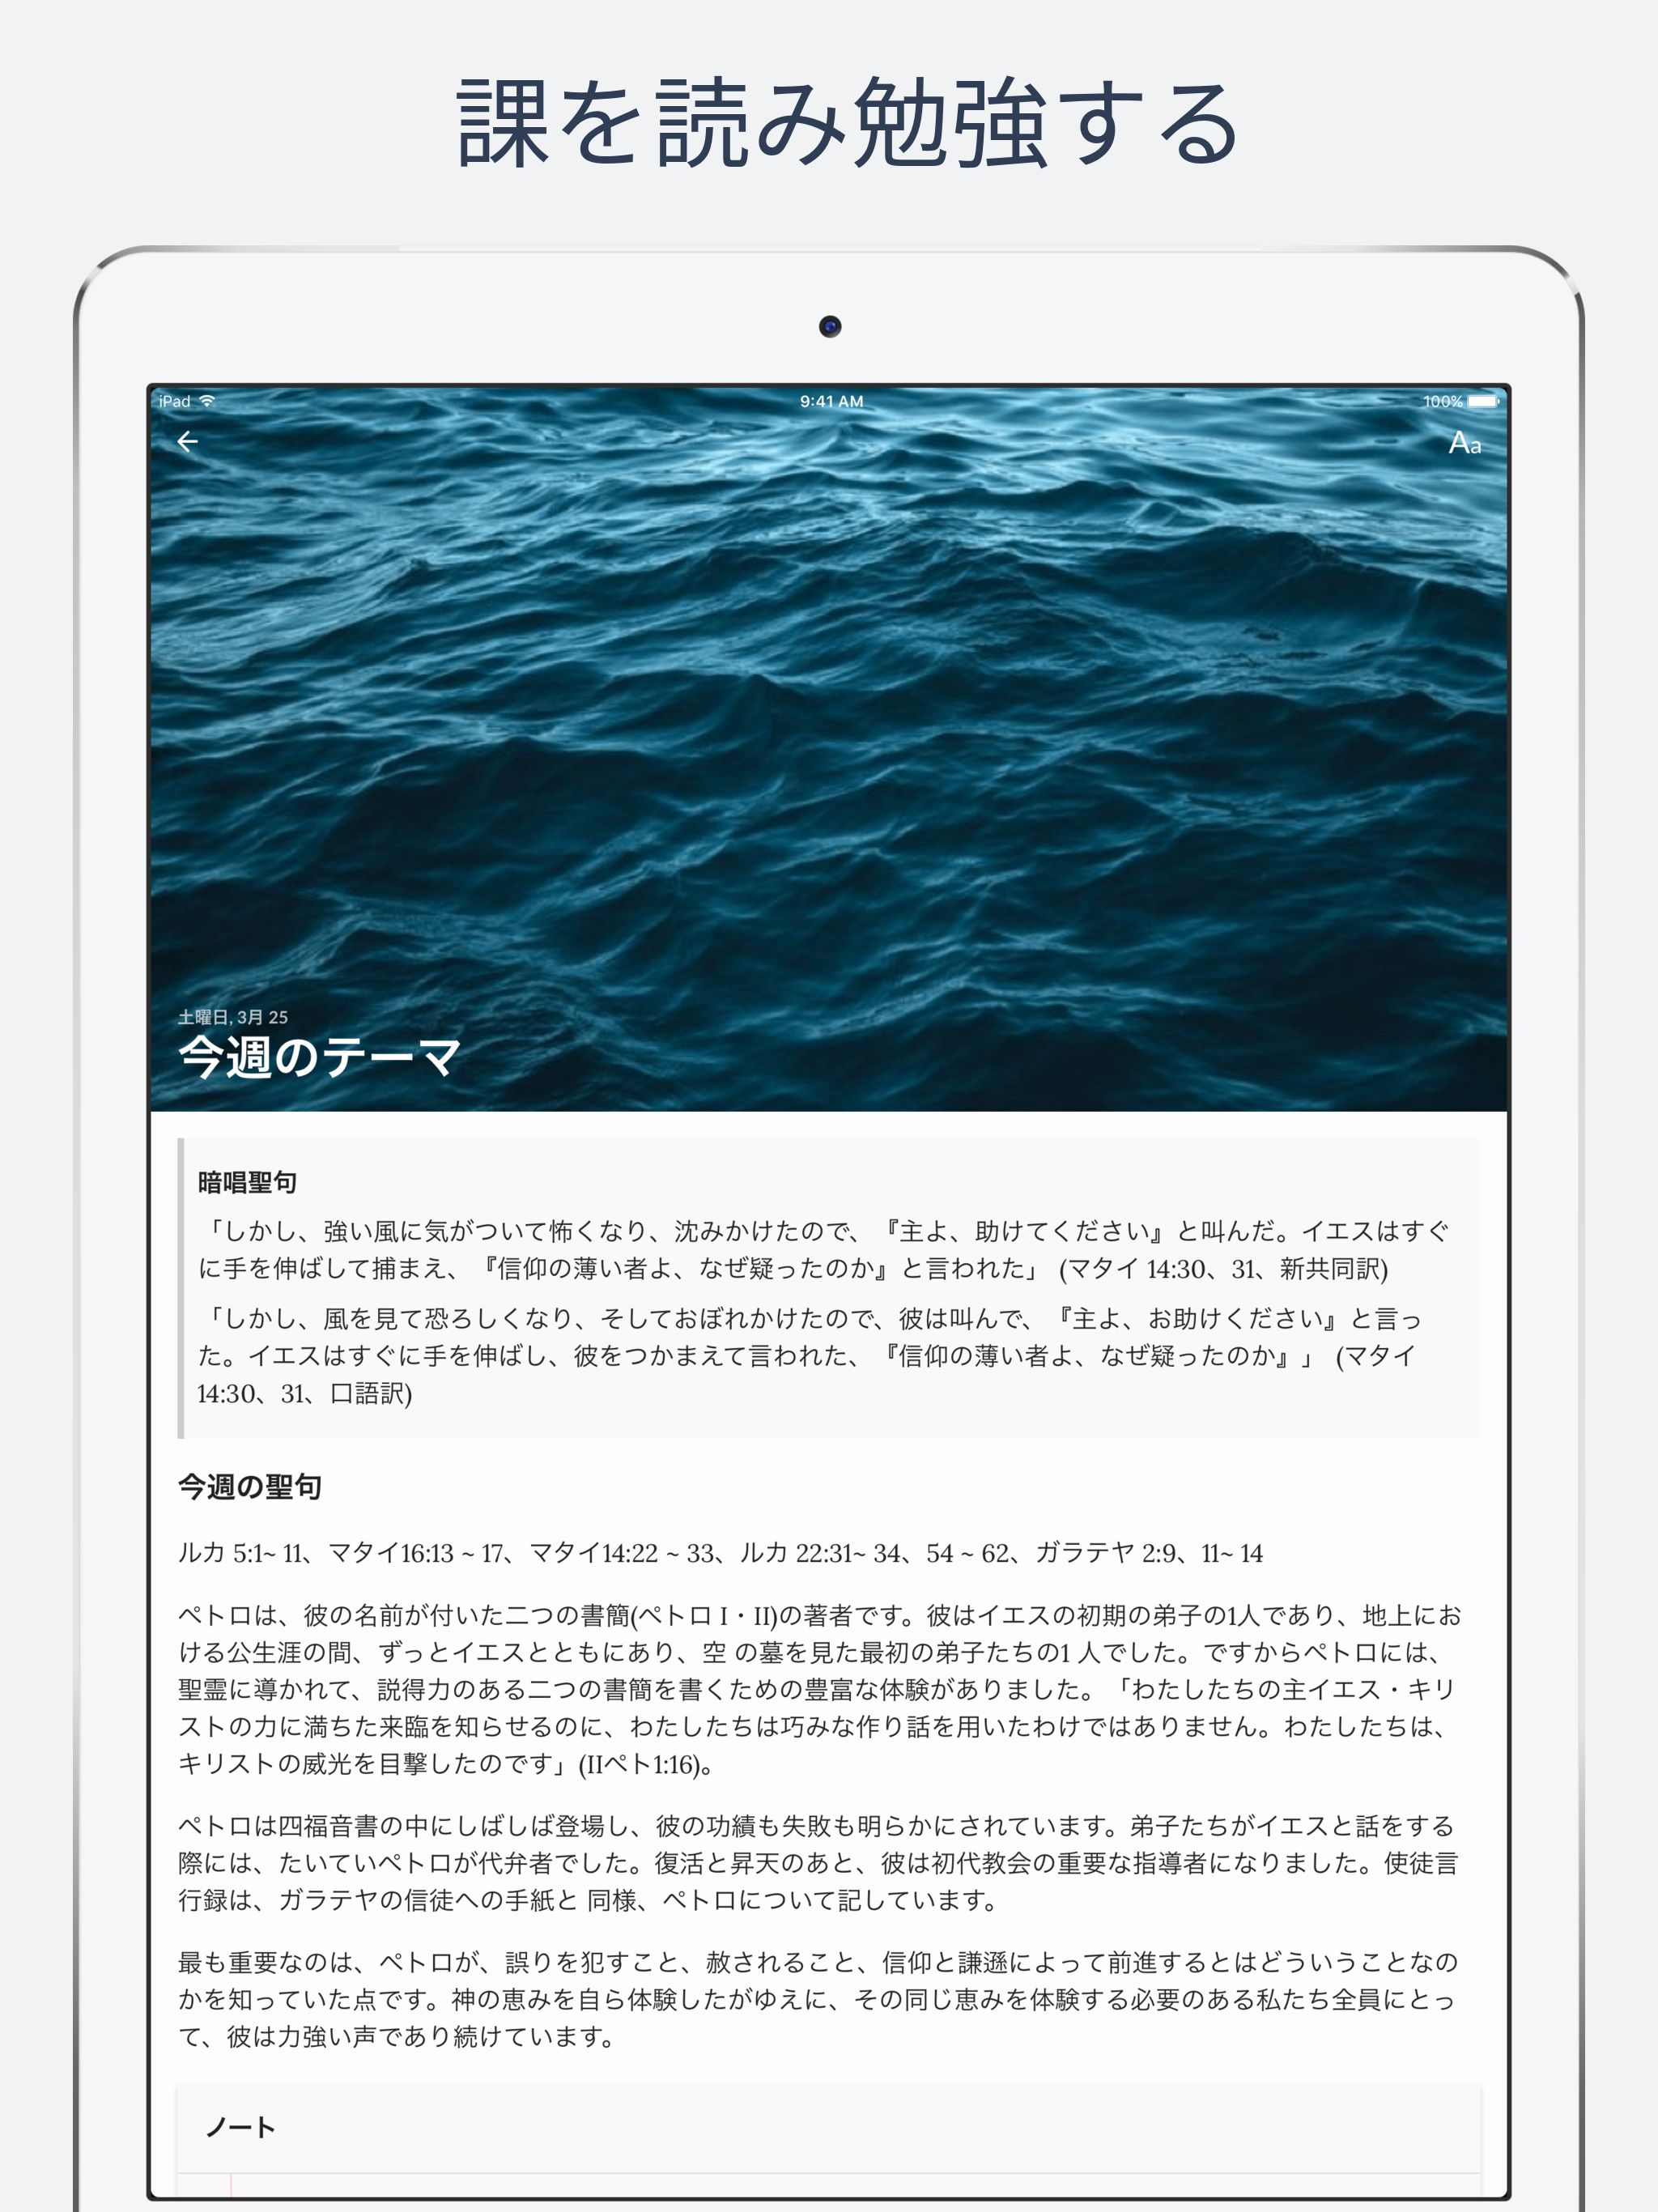 課を読み勉強する
iPad 9:41 AM 100%
Aa
土曜日, 3月 25
今週のテーマ
暗唱聖句
「しかし、強い風に気がついて怖くなり、沈みかけたので、『主よ、助けてください』と叫んだ。イエスはすぐ
に手を伸ばして捕まえ、『信仰の薄い者よ、なぜ疑ったのか』と言われた」 (マタイ 14:30、31、新共同訳)
「しかし、風を見て恐ろしくなり、そしておぼれかけたので、彼は叫んで、『主よ、お助けください』と言っ
た。イエスはすぐに手を伸ばし、彼をつかまえて言われた、『信仰の薄い者よ、なぜ疑ったのか』」 (マタイ
14:30、31、口語訳)
今週の聖句
ルカ 5:1~ 11、マタイ16:13 ~ 17、マタイ14:22 ~ 33、ルカ 22:31~ 34、54 ~ 62、ガラテヤ 2:9、11~ 14
ペトロは、彼の名前が付いた二つの書簡(ペトロ I・II)の著者です。彼はイエスの初期の弟子の1人であり、地上にお
ける公生涯の間、ずっとイエスとともにあり、空 の墓を見た最初の弟子たちの1 人でした。ですからペトロには、
聖霊に導かれて、説得力のある二つの書簡を書くための豊富な体験がありました。「わたしたちの主イエス・キリ
ストの力に満ちた来臨を知らせるのに、わたしたちは巧みな作り話を用いたわけではありません。わたしたちは、
キリストの威光を目撃したのです」(IIペト1:16)。
ペトロは四福音書の中にしばしば登場し、彼の功績も失敗も明らかにされています。弟子たちがイエスと話をする
際には、たいていペトロが代弁者でした。復活と昇天のあと、彼は初代教会の重要な指導者になりました。使徒言
行録は、ガラテヤの信徒への手紙と 同様、ペトロについて記しています。
最も重要なのは、ペトロが、誤りを犯すこと、赦されること、信仰と謙遜によって前進するとはどういうことなの
かを知っていた点です。神の恵みを自ら体験したがゆえに、その同じ恵みを体験する必要のある私たち全員にとっ
て、彼は力強い声であり続けています。
ノート